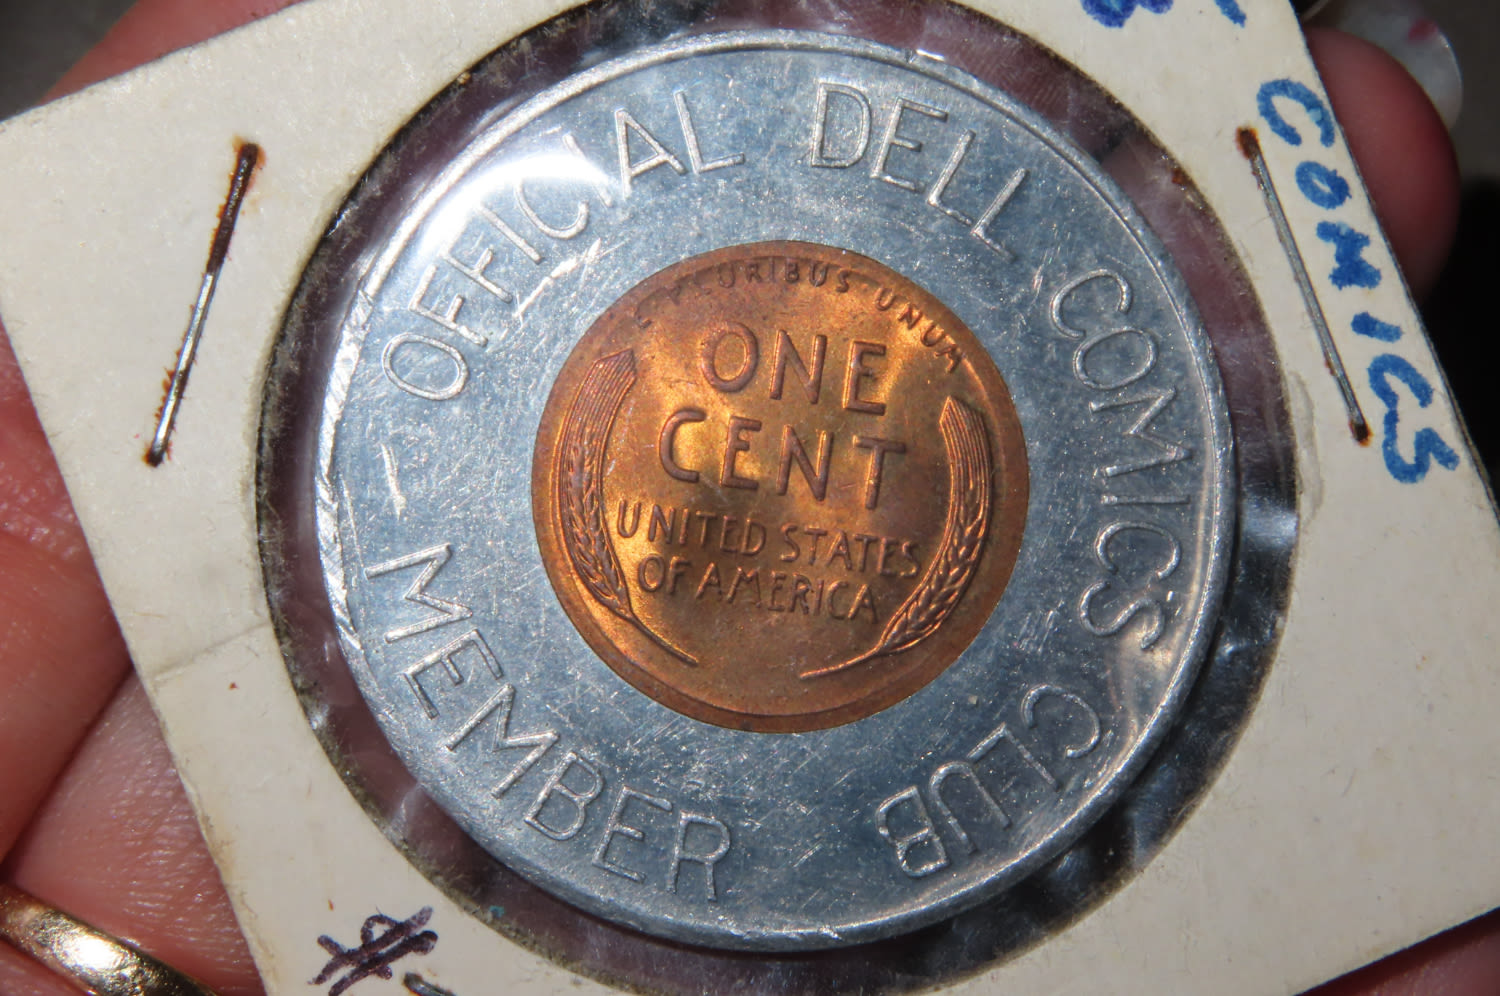 OFFICIAL DELL COMICS CLUB
MEMBER
E PLURIBUS · UNUM
ONE
CENT
UNITED STATES
OF AMERICA
COMICS
$